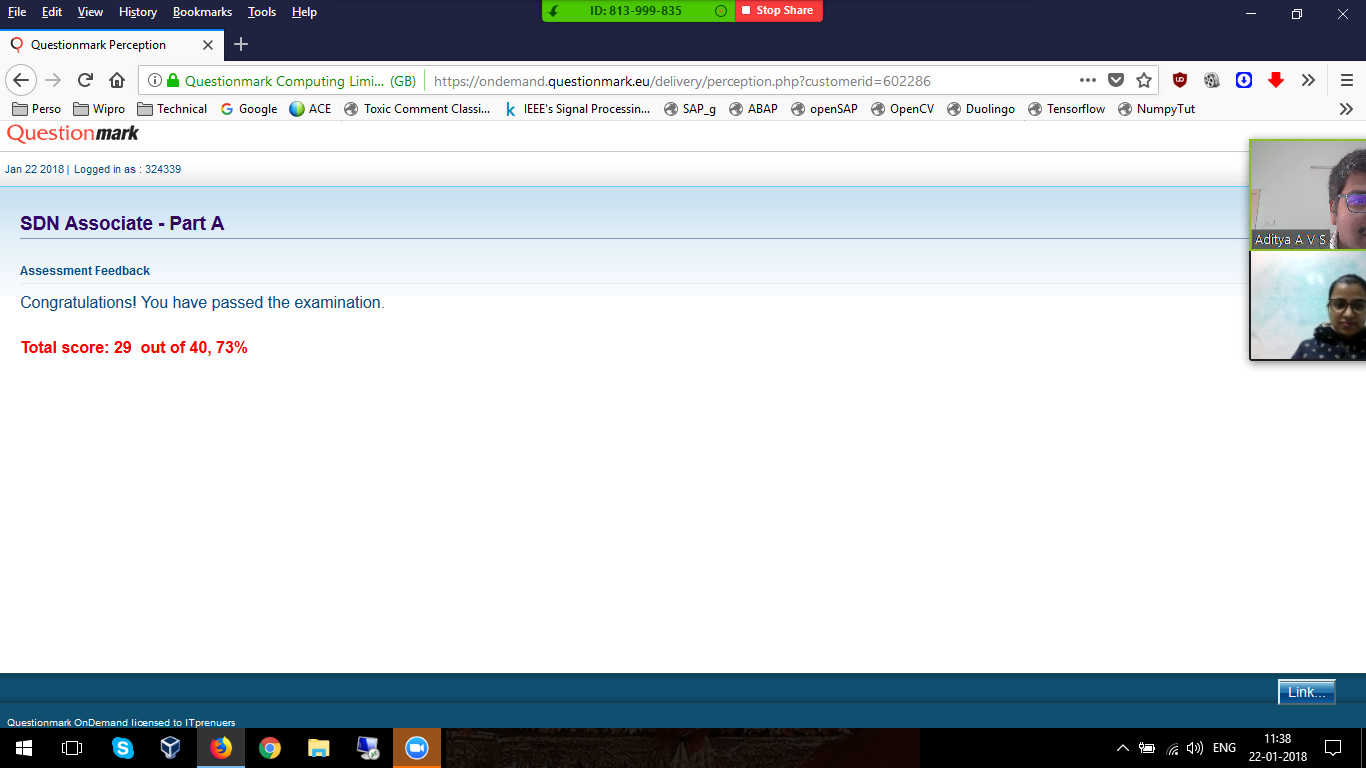 File Edit View History Bookmarks Tools Help
ID: 813-999-835 Stop Share
Questionmark Perception
Questionmark Computing Limi... (GB) https://ondemand.questionmark.eu/delivery/perception.php?customerid=602286
Perso Wipro Technical Google ACE Toxic Comment Classi... IEEE's Signal Processin... SAP_g ABAP openSAP OpenCV Duolingo Tensorflow NumpyTut
Questionmark
Jan 22 2018 | Logged in as : 324339
SDN Associate - Part A
Aditya A V S
Assessment Feedback
Congratulations! You have passed the examination.
Total score: 29 out of 40, 73%
Link...
Questionmark OnDemand licensed to ITprenuers
ENG
11:38
22-01-2018